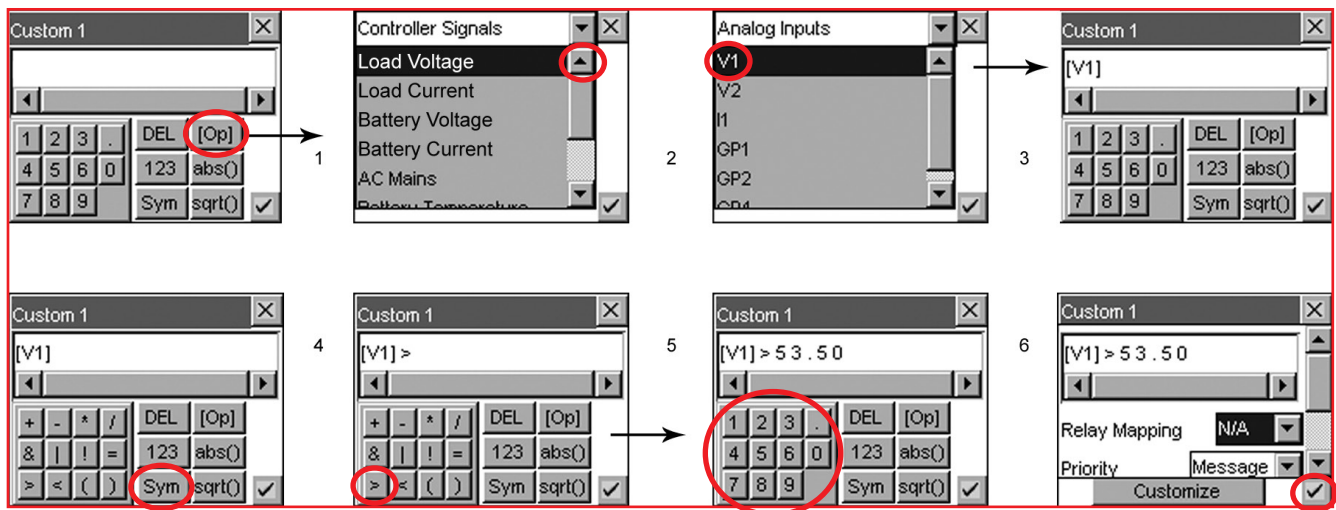 Custom 1
1 2 3 . DEL [Op]
4 5 6 0 123 abs()
7 8 9 Sym sqrt()
1
Controller Signals
Load Voltage
Load Current
Battery Voltage
Battery Current
AC Mains
Battery Temperature
2
Analog Inputs
V1
V2
I1
GP1
GP2
GP4
3
Custom 1
[V1]
1 2 3 . DEL [Op]
4 5 6 0 123 abs()
7 8 9 Sym sqrt()
Custom 1
[V1]
+ - * / DEL [Op]
& | ! = 123 abs()
> < ( ) Sym sqrt()
4
Custom 1
[V1] >
+ - * / DEL [Op]
& | ! = 123 abs()
> < ( ) Sym sqrt()
5
Custom 1
[V1] > 5 3 . 5 0
1 2 3 . DEL [Op]
4 5 6 0 123 abs()
7 8 9 Sym sqrt()
6
Custom 1
[V1] > 5 3 . 5 0
Relay Mapping N/A
Priority Message
Customize